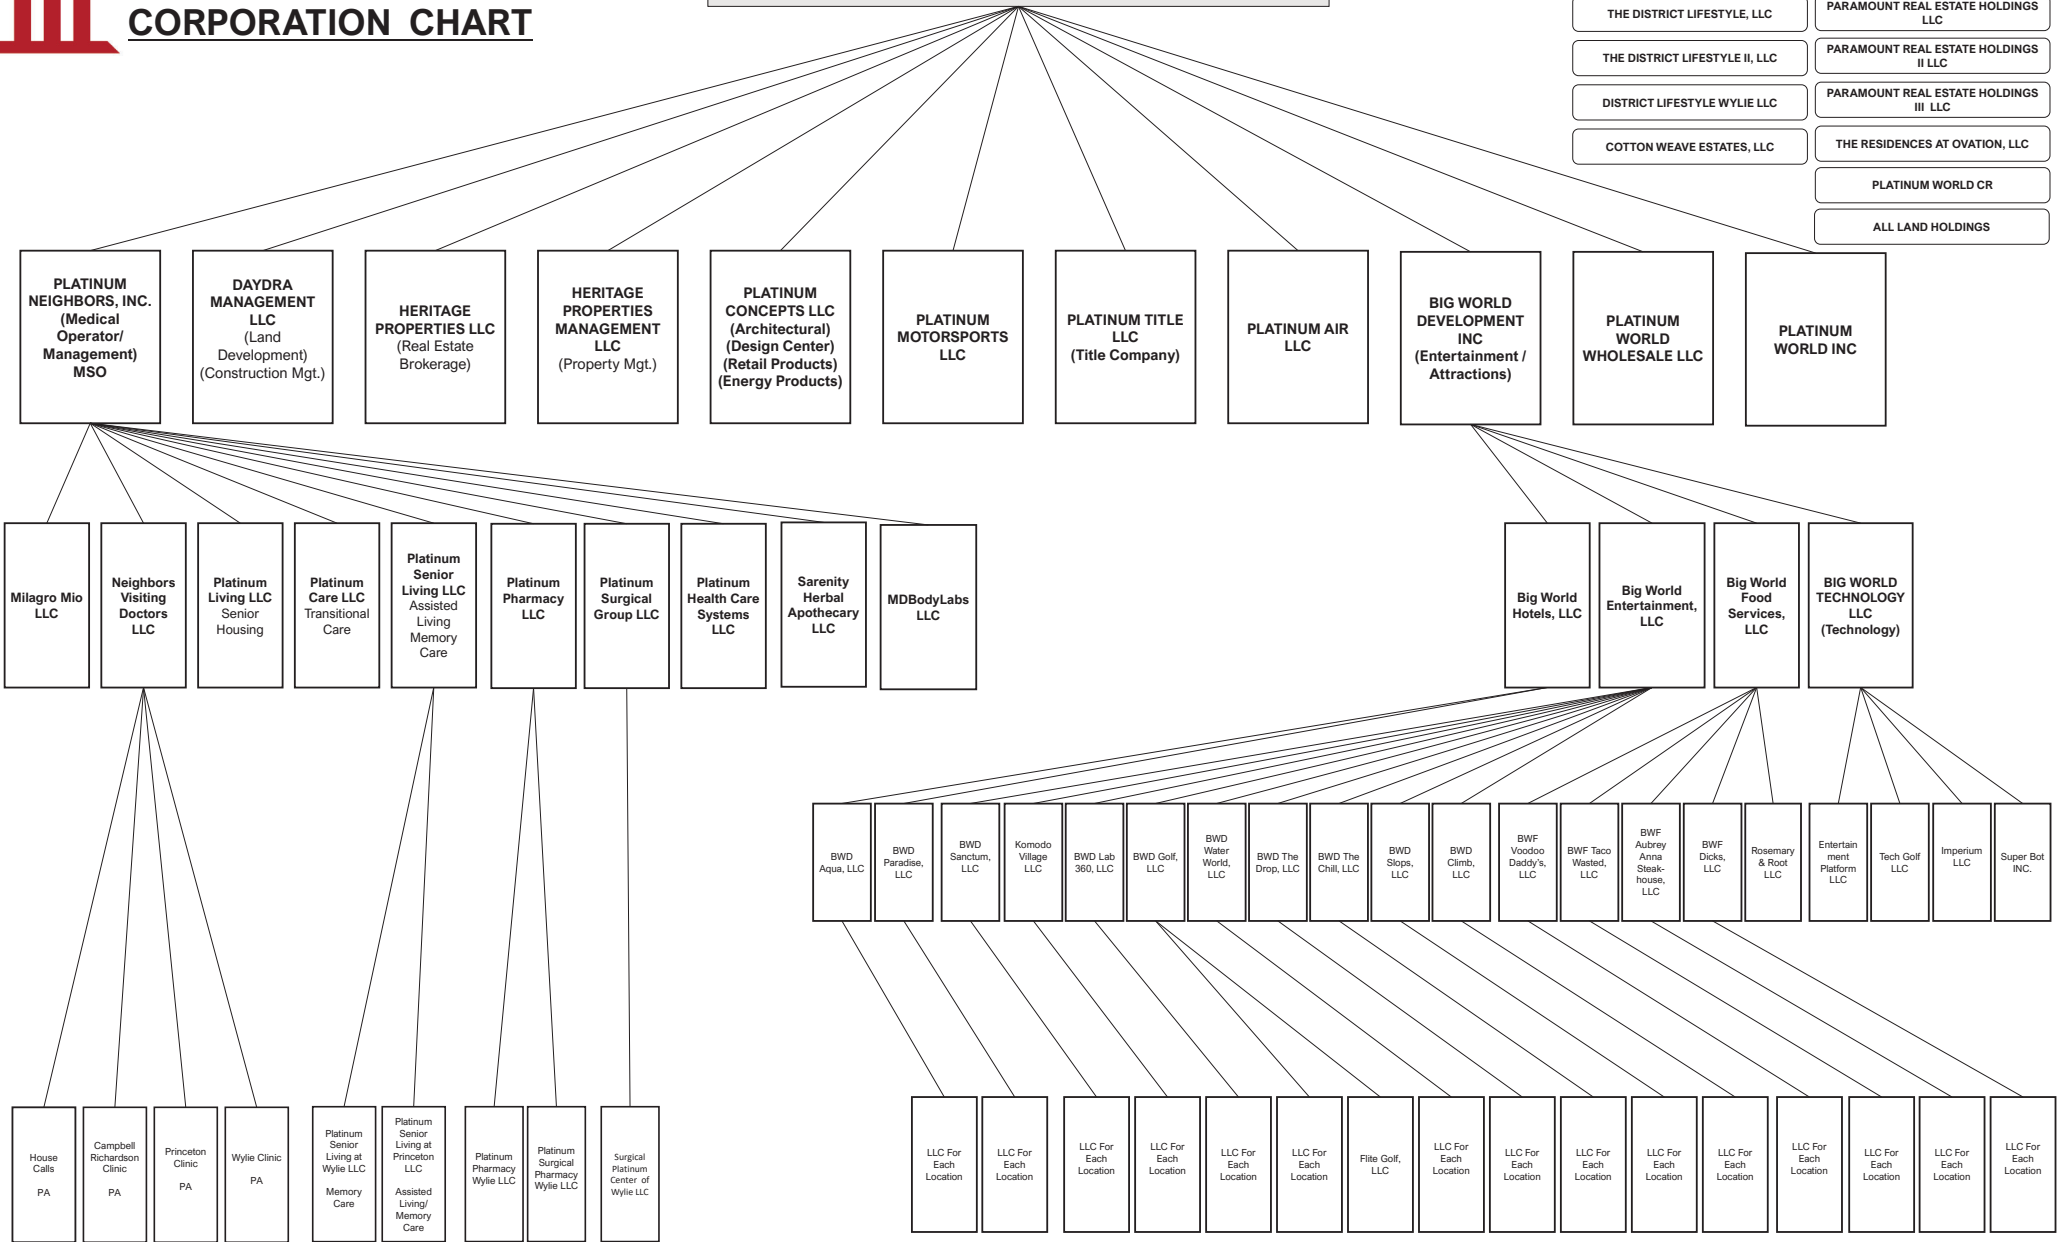 CORPORATION CHART
THE DISTRICT LIFESTYLE, LLC
THE DISTRICT LIFESTYLE II, LLC
DISTRICT LIFESTYLE WYLIE LLC
COTTON WEAVE ESTATES, LLC
PARAMOUNT REAL ESTATE HOLDINGS
LLC
PARAMOUNT REAL ESTATE HOLDINGS
II LLC
PARAMOUNT REAL ESTATE HOLDINGS
III LLC
THE RESIDENCES AT OVATION, LLC
PLATINUM WORLD CR
ALL LAND HOLDINGS
PLATINUM
NEIGHBORS, INC.
(Medical
Operator/
Management)
MSO
DAYDRA
MANAGEMENT
LLC
(Land
Development)
(Construction Mgt.)
HERITAGE
PROPERTIES LLC
(Real Estate
Brokerage)
HERITAGE
PROPERTIES
MANAGEMENT
LLC
(Property Mgt.)
PLATINUM
CONCEPTS LLC
(Architectural)
(Design Center)
(Retail Products)
(Energy Products)
PLATINUM
MOTORSPORTS
LLC
PLATINUM TITLE
LLC
(Title Company)
PLATINUM AIR
LLC
BIG WORLD
DEVELOPMENT
INC
(Entertainment /
Attractions)
PLATINUM
WORLD
WHOLESALE LLC
PLATINUM
WORLD INC
Milagro Mio
LLC
Neighbors
Visiting
Doctors
LLC
Platinum
Living LLC
Senior
Housing
Platinum
Care LLC
Transitional
Care
Platinum
Senior
Living LLC
Assisted
Living
Memory
Care
Platinum
Pharmacy
LLC
Platinum
Surgical
Group LLC
Platinum
Health Care
Systems
LLC
Sarenity
Herbal
Apothecary
LLC
MDBodyLabs
LLC
Big World
Hotels, LLC
Big World
Entertainment,
LLC
Big World
Food
Services,
LLC
BIG WORLD
TECHNOLOGY
LLC
(Technology)
BWD
Aqua, LLC
BWD
Paradise,
LLC
BWD
Sanctum,
LLC
Komodo
Village
LLC
BWD Lab
360, LLC
BWD Golf,
LLC
BWD
Water
World,
LLC
BWD The
Drop, LLC
BWD The
Chill, LLC
BWD
Slops,
LLC
BWD
Climb,
LLC
BWF
Voodoo
Daddy's,
LLC
BWF Taco
Wasted,
LLC
BWF
Aubrey
Anna
Steak-
house,
LLC
BWF
Dicks,
LLC
Rosemary
& Root
LLC
Entertain
ment
Platform
LLC
Tech Golf
LLC
Imperium
LLC
Super Bot
INC.
House
Calls
PA
Campbell
Richardson
Clinic
PA
Princeton
Clinic
PA
Wylie Clinic
PA
Platinum
Senior
Living at
Wylie LLC
Memory
Care
Platinum
Senior
Living at
Princeton
LLC
Assisted
Living/
Memory
Care
Platinum
Pharmacy
Wylie LLC
Platinum
Surgical
Pharmacy
Wylie LLC
Surgical
Platinum
Center of
Wylie LLC
LLC For
Each
Location
LLC For
Each
Location
LLC For
Each
Location
LLC For
Each
Location
LLC For
Each
Location
LLC For
Each
Location
Flite Golf,
LLC
LLC For
Each
Location
LLC For
Each
Location
LLC For
Each
Location
LLC For
Each
Location
LLC For
Each
Location
LLC For
Each
Location
LLC For
Each
Location
LLC For
Each
Location
LLC For
Each
Location